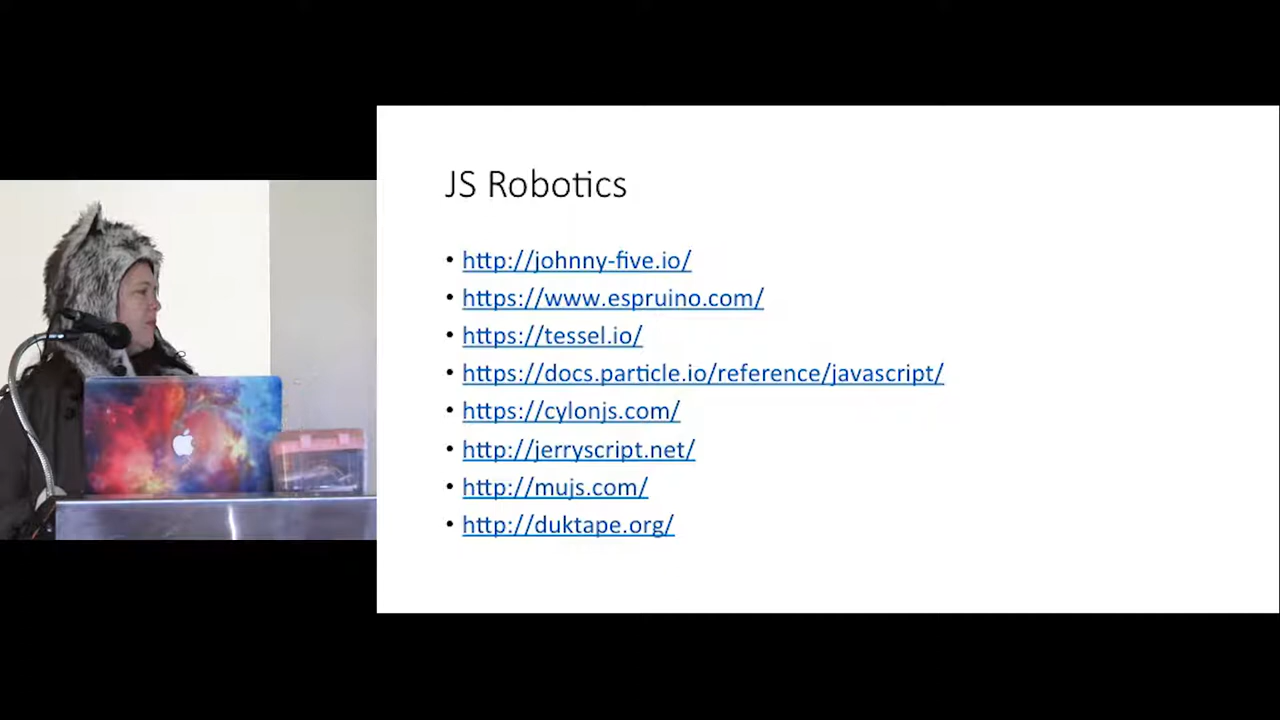 JS Robotics
• http://johnny-five.io/
• https://www.espruino.com/
• https://tessel.io/
• https://docs.particle.io/reference/javascript/
• https://cylonjs.com/
• http://jerryscript.net/
• http://mujs.com/
• http://duktape.org/